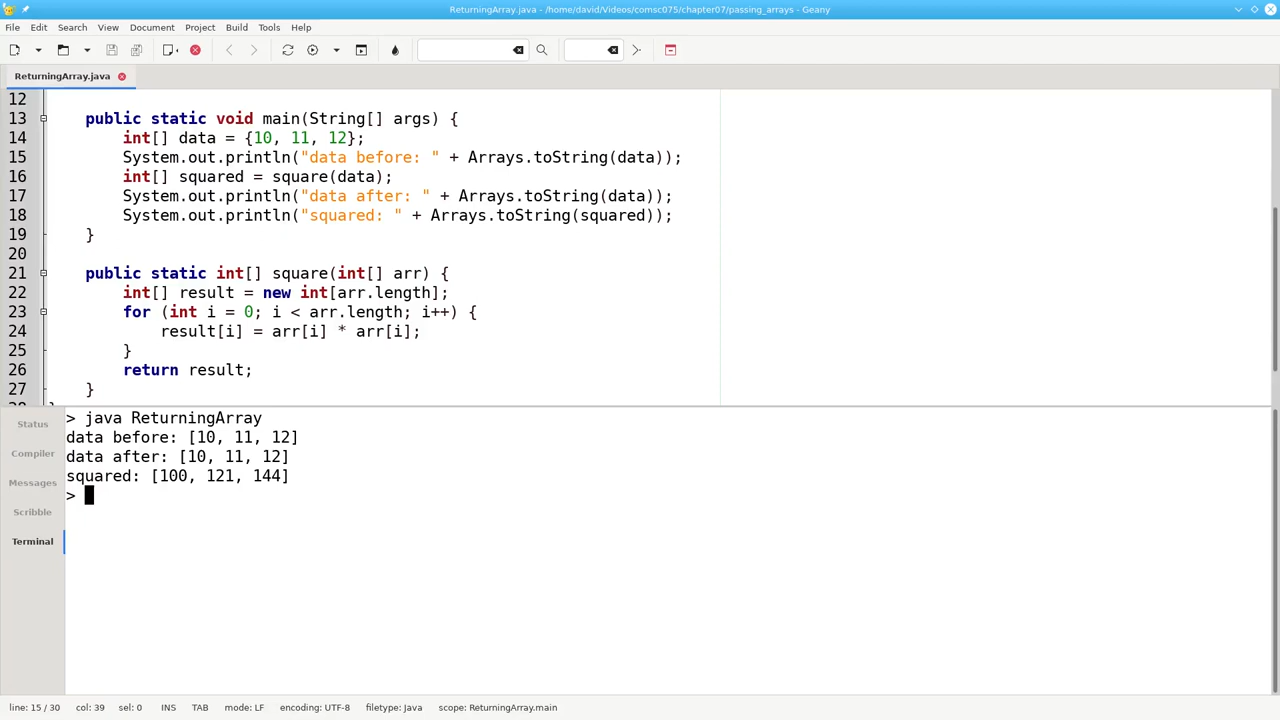 ReturningArray.java - /home/david/Videos/comsc075/chapter07/passing_arrays - Geany
File Edit Search View Document Project Build Tools Help
ReturningArray.java
12
13 public static void main(String[] args) {
14 int[] data = {10, 11, 12};
15 System.out.println("data before: " + Arrays.toString(data));
16 int[] squared = square(data);
17 System.out.println("data after: " + Arrays.toString(data));
18 System.out.println("squared: " + Arrays.toString(squared));
19 }
20
21 public static int[] square(int[] arr) {
22 int[] result = new int[arr.length];
23 for (int i = 0; i < arr.length; i++) {
24 result[i] = arr[i] * arr[i];
25 }
26 return result;
27 }
Status
Compiler
Messages
Scribble
Terminal
> java ReturningArray
data before: [10, 11, 12]
data after: [10, 11, 12]
squared: [100, 121, 144]
>
line: 15 / 30 col: 39 sel: 0 INS TAB mode: LF encoding: UTF-8 filetype: Java scope: ReturningArray.main